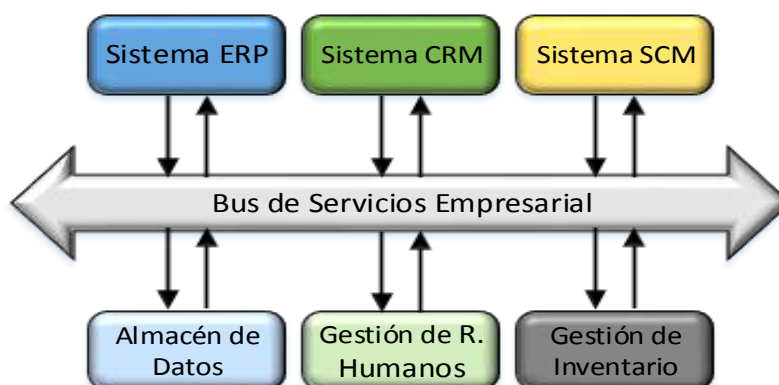 Sistema ERP
Sistema CRM
Sistema SCM
Bus de Servicios Empresarial
Almacén de
Datos
Gestión de R.
Humanos
Gestión de
Inventario